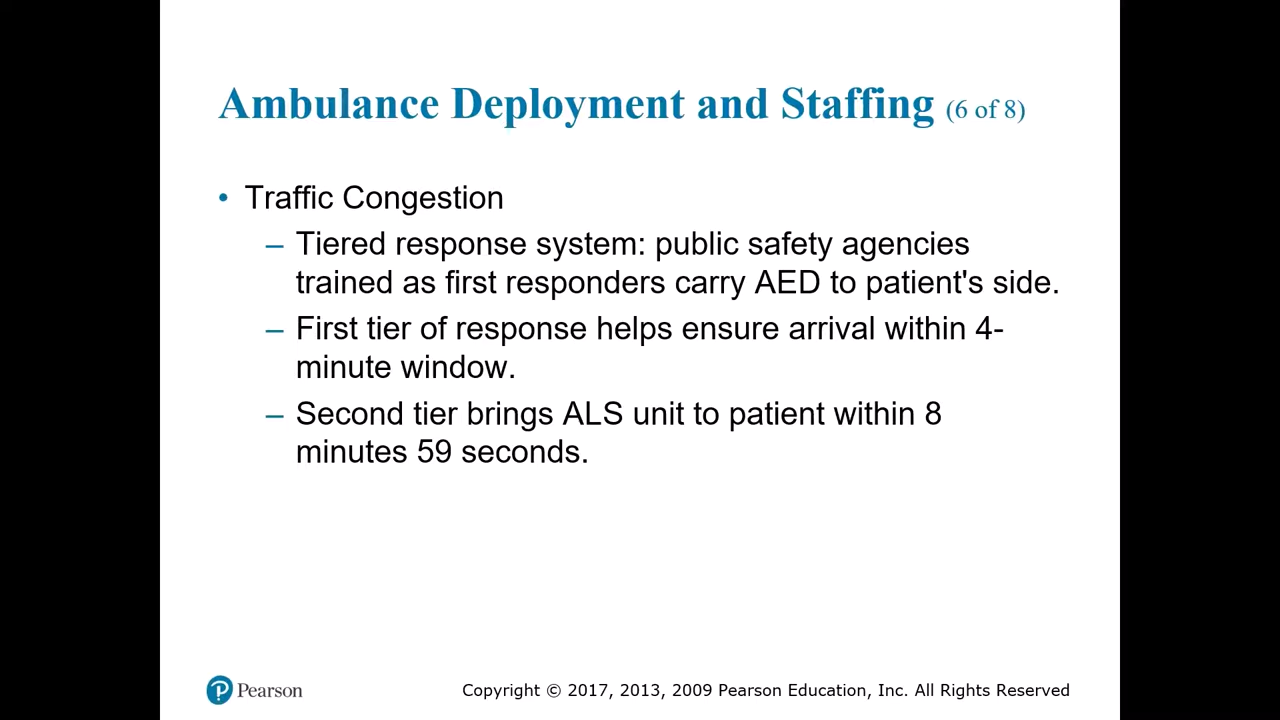 Ambulance Deployment and Staffing (6 of 8)
• Traffic Congestion
– Tiered response system: public safety agencies
trained as first responders carry AED to patient's side.
– First tier of response helps ensure arrival within 4-
minute window.
– Second tier brings ALS unit to patient within 8
minutes 59 seconds.
P Pearson
Copyright © 2017, 2013, 2009 Pearson Education, Inc. All Rights Reserved